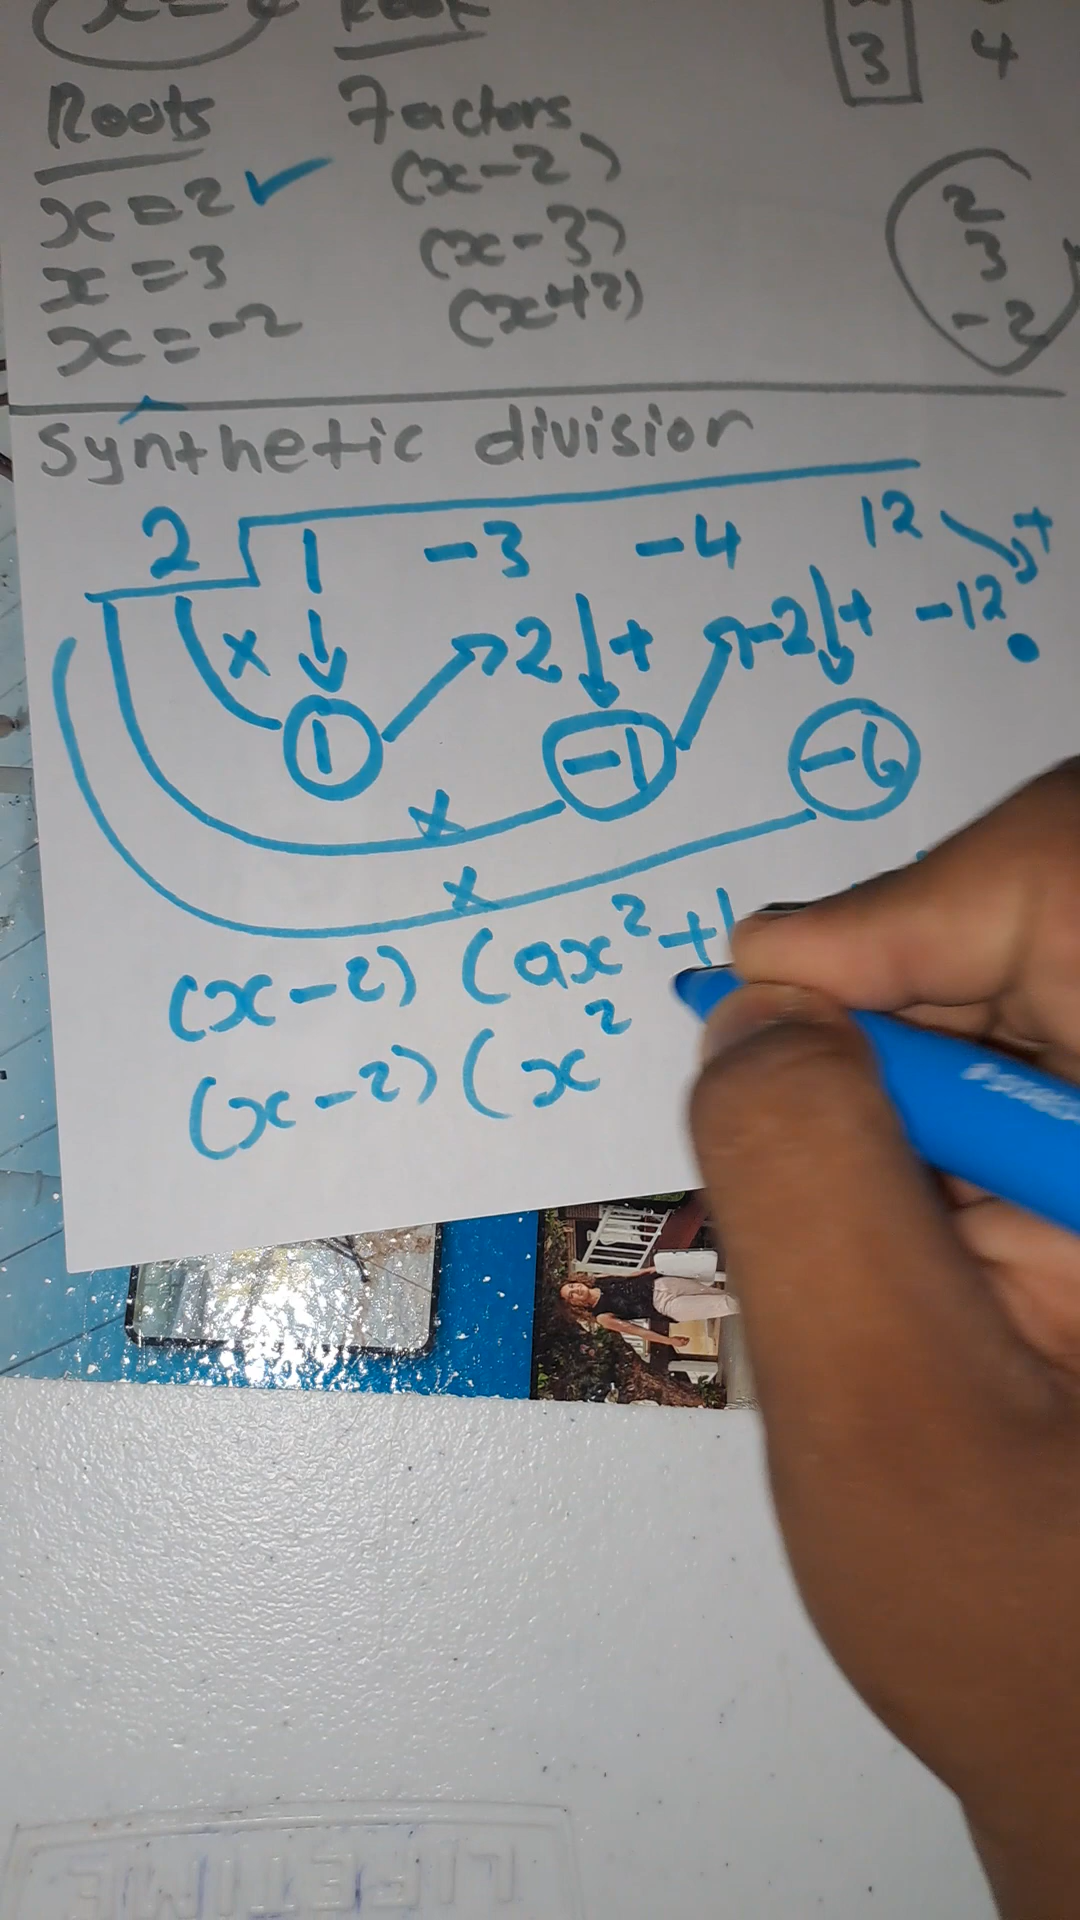 Roots Factors
x=2 ✓ (x-2)
x=3 (x-3)
x=-2 (x+2)
3 4
2
3
-2
Synthetic division
2 1 -3 -4 12 +
x 2 + -2 + -12
1 -1 -6
x
x
(x-2) (ax²+
(x-2) (x²
LIFETIME